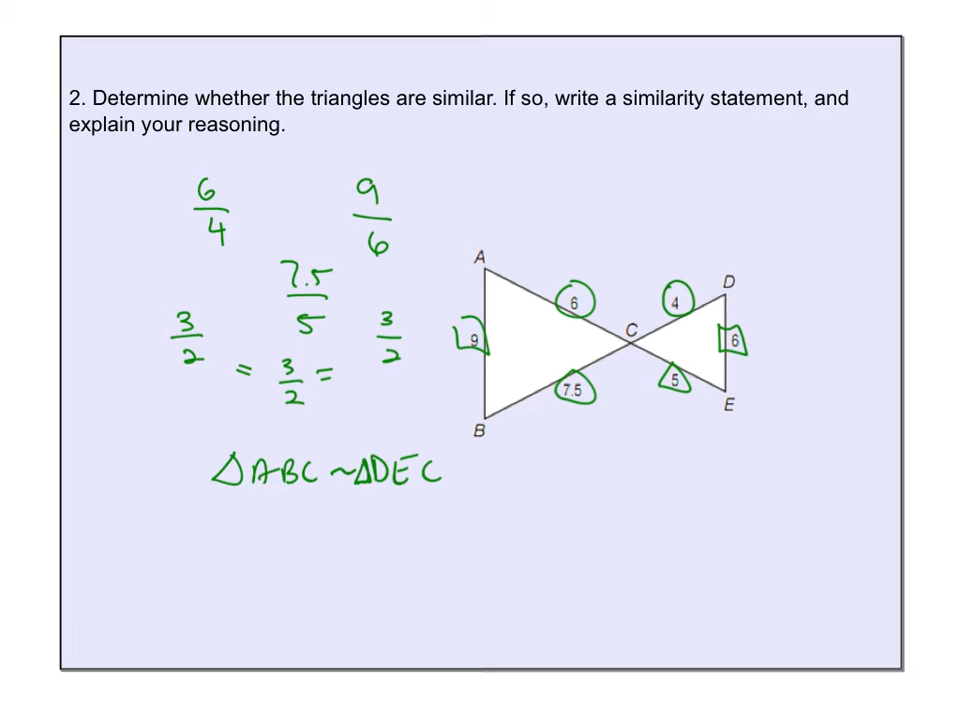 2. Determine whether the triangles are similar. If so, write a similarity statement, and
explain your reasoning.
6/4
9/6
7.5/5
3/2 = 3/2 = 3/2
△ABC ~ △DEC
A
D
6
4
C
9
6
7.5
5
B
E